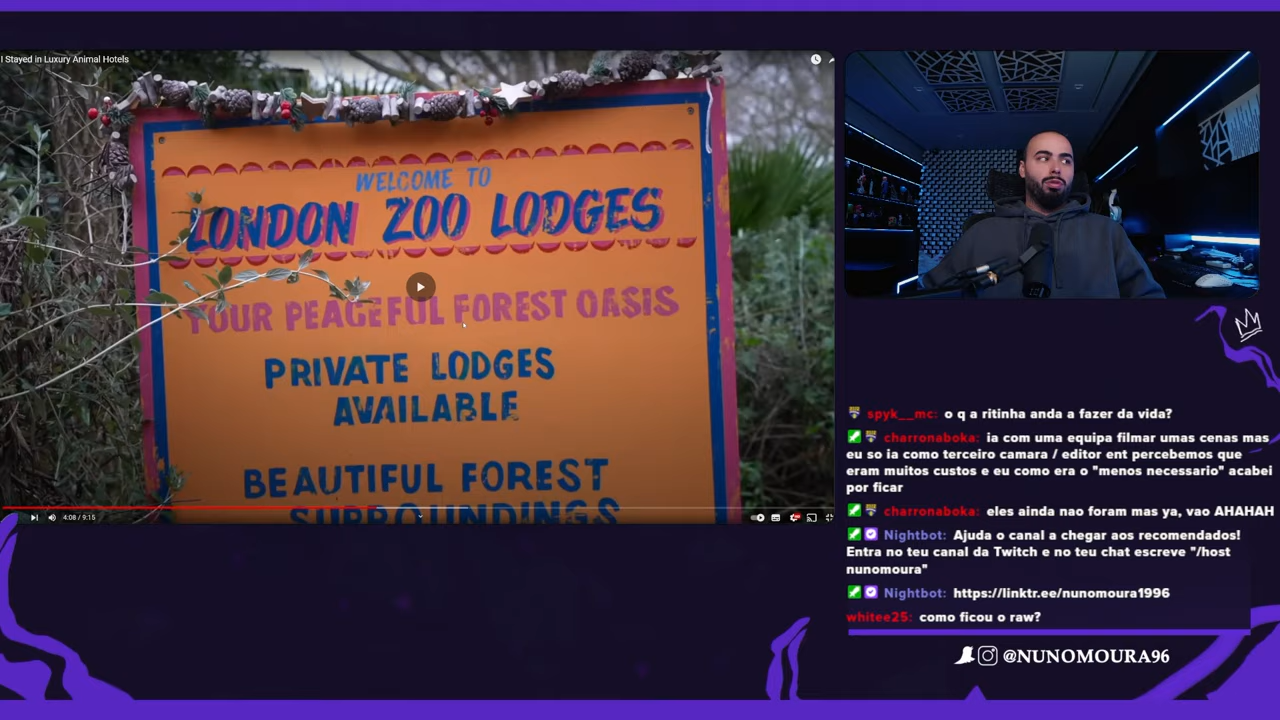 I Stayed in Luxury Animal Hotels
WELCOME TO
LONDON ZOO LODGES
YOUR PEACEFUL FOREST OASIS
PRIVATE LODGES
AVAILABLE
BEAUTIFUL FOREST
SURROUNDINGS
4:08 / 9:15
spyk__mc: o q a ritinha anda a fazer da vida?
charronaboka: ia com uma equipa filmar umas cenas mas
eu so ia como terceiro camara / editor ent percebemos que
eram muitos custos e eu como era o "menos necessario" acabei
por ficar
charronaboka: eles ainda nao foram mas ya, vao AHAHAH
Nightbot: Ajuda o canal a chegar aos recomendados!
Entra no teu canal da Twitch e no teu chat escreve "/host
nunomoura"
Nightbot: https://linktr.ee/nunomoura1996
whitee25: como ficou o raw?
@NUNOMOURA96